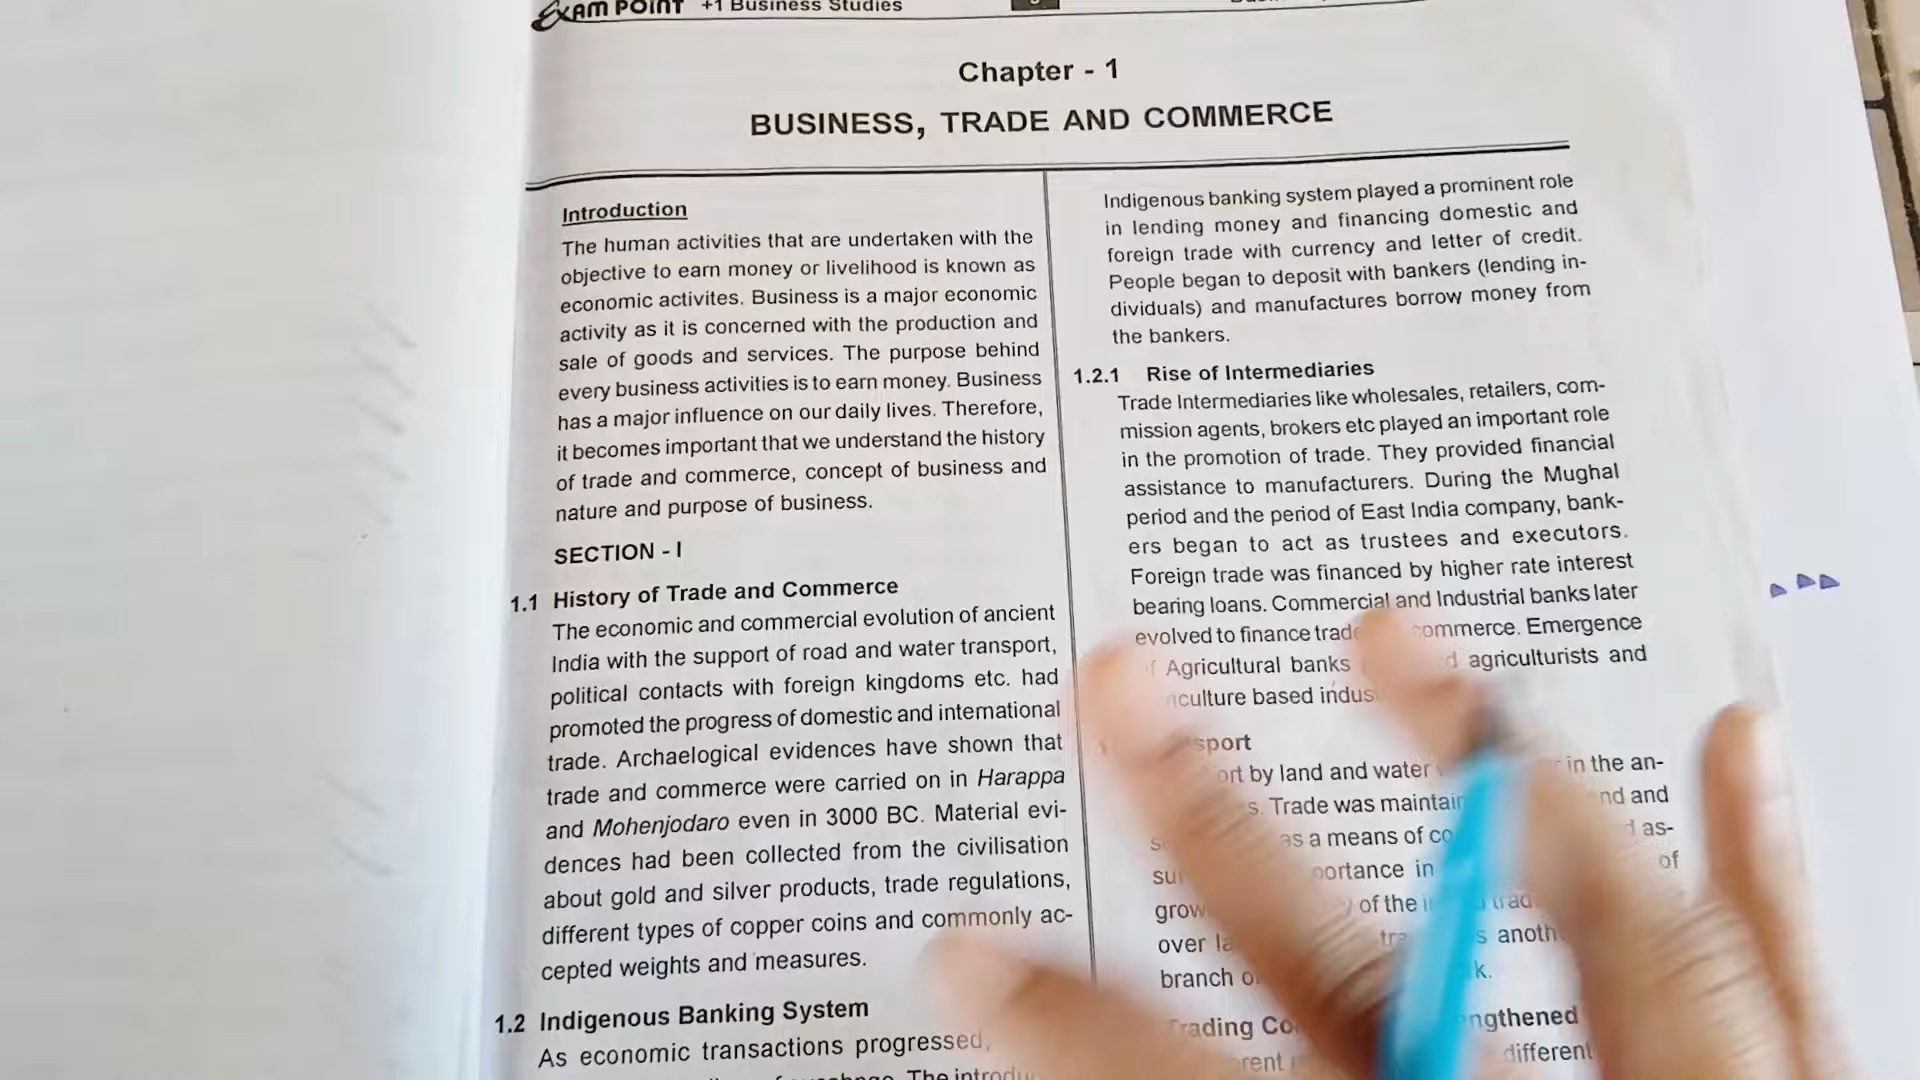 EXAM POINT +1 Business Studies
Chapter - 1
BUSINESS, TRADE AND COMMERCE
Introduction
The human activities that are undertaken with the
objective to earn money or livelihood is known as
economic activites. Business is a major economic
activity as it is concerned with the production and
sale of goods and services. The purpose behind
every business activities is to earn money. Business
has a major influence on our daily lives. Therefore,
it becomes important that we understand the history
of trade and commerce, concept of business and
nature and purpose of business.
SECTION - I
1.1 History of Trade and Commerce
The economic and commercial evolution of ancient
India with the support of road and water transport,
political contacts with foreign kingdoms etc. had
promoted the progress of domestic and international
trade. Archaelogical evidences have shown that
trade and commerce were carried on in Harappa
and Mohenjodaro even in 3000 BC. Material evi-
dences had been collected from the civilisation
about gold and silver products, trade regulations,
different types of copper coins and commonly ac-
cepted weights and measures.
1.2 Indigenous Banking System
As economic transactions progressed,
The
Indigenous banking system played a prominent role
in lending money and financing domestic and
foreign trade with currency and letter of credit.
People began to deposit with bankers (lending in-
dividuals) and manufactures borrow money from
the bankers.
1.2.1 Rise of Intermediaries
Trade Intermediaries like wholesales, retailers, com-
mission agents, brokers etc played an important role
in the promotion of trade. They provided financial
assistance to manufacturers. During the Mughal
period and the period of East India company, bank-
ers began to act as trustees and executors.
Foreign trade was financed by higher rate interest
bearing loans. Commercial and Industrial banks later
evolved to finance commerce. Emergence
Agricultural banks agriculturists and
based
by land and water in the an-
Trade was and
as a means of as-
in of
of the
over
branch
different